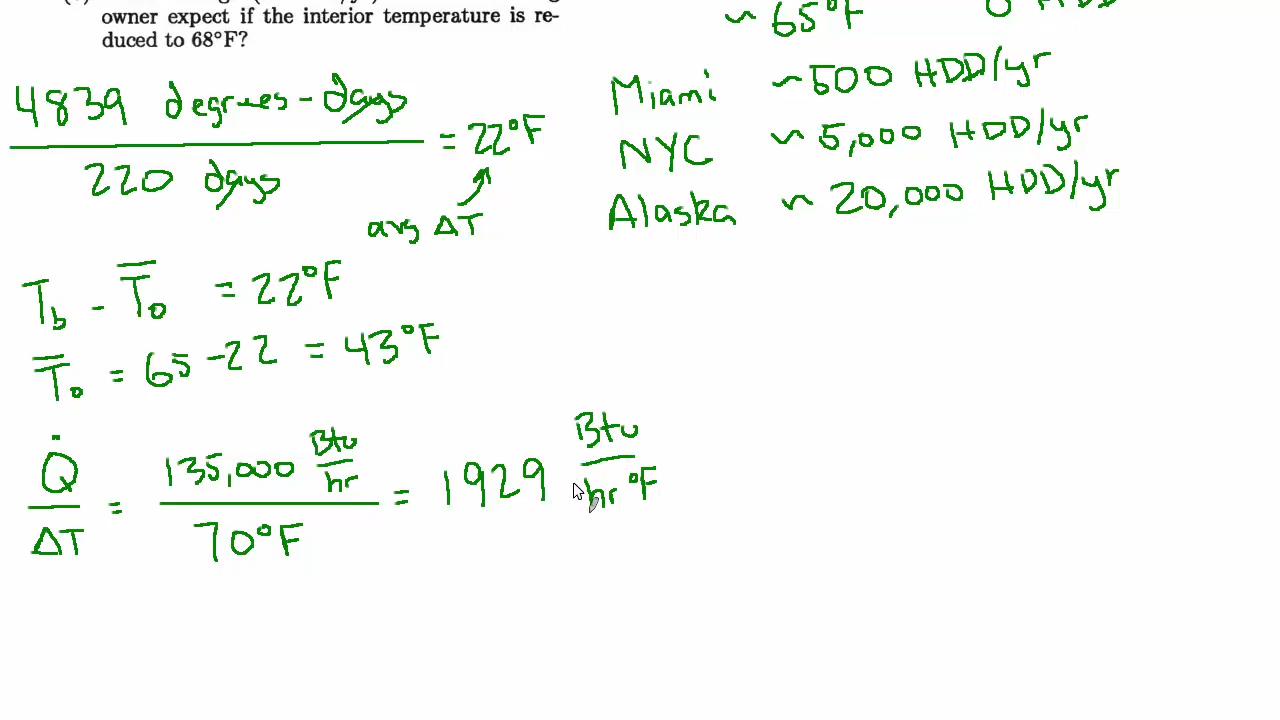 owner expect if the interior temperature is re-
duced to 68°F?
~ 65°F 0 HDD
4839 degrees-days
220 days
= 22°F
avg ΔT
Miami ~500 HDD/yr
NYC ~ 5,000 HDD/yr
Alaska ~ 20,000 HDD/yr
T_b - T̅_o = 22°F
T̅_o = 65 - 22 = 43°F
Q̇/ΔT = 135,000 Btu/hr / 70°F = 1929 Btu/hr°F